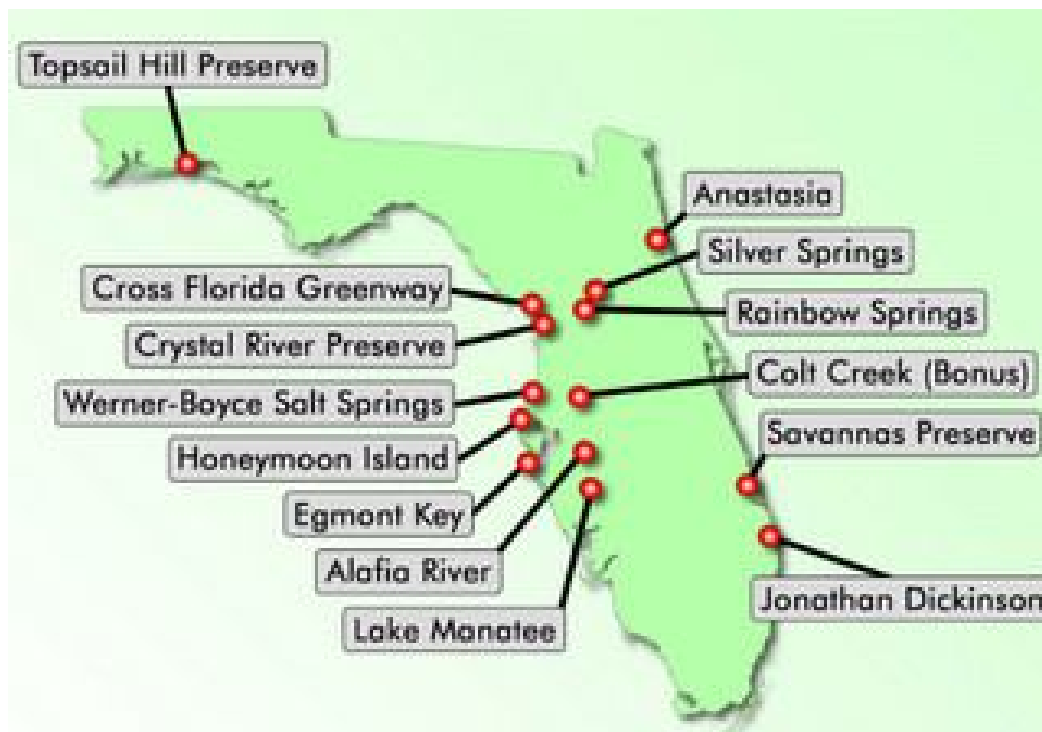 Topsail Hill Preserve
Anastasia
Silver Springs
Cross Florida Greenway
Rainbow Springs
Crystal River Preserve
Colt Creek (Bonus)
Werner-Boyce Salt Springs
Savannas Preserve
Honeymoon Island
Egmont Key
Alafia River
Jonathan Dickinson
Lake Manatee